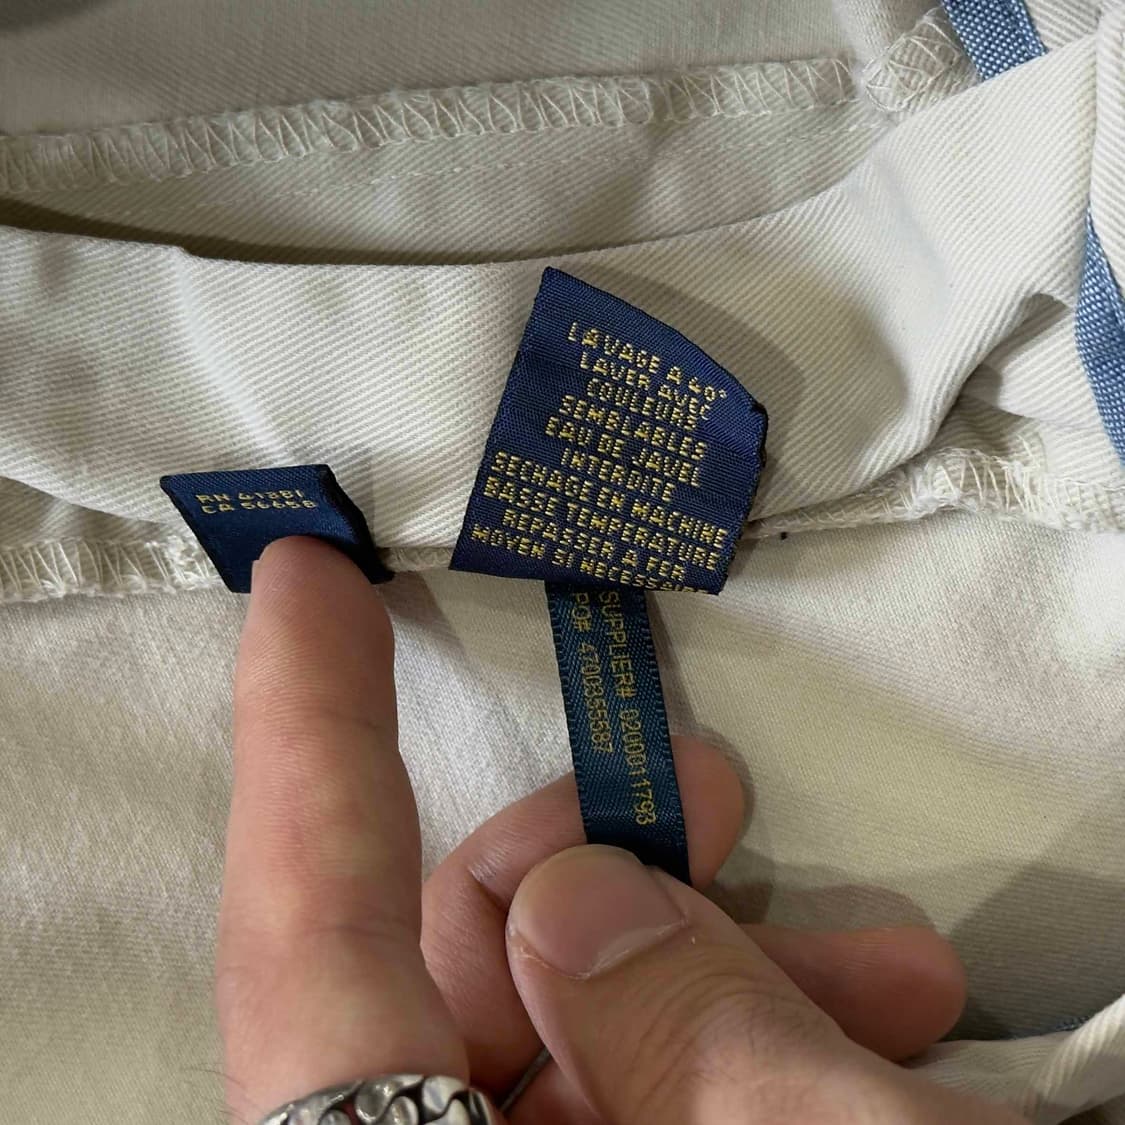 RN 41381
CA 56658
LAVAGE A 40°
LAVER AVEC
COULEURS
SEMBLABLES
EAU DE JAVEL
INTERDITE
SECHAGE EN MACHINE
BASSE TEMPERATURE
REPASSER A FER
MOYEN SI NECESSAIRE
SUPPLIER# 0200011793
PO# 4700355587